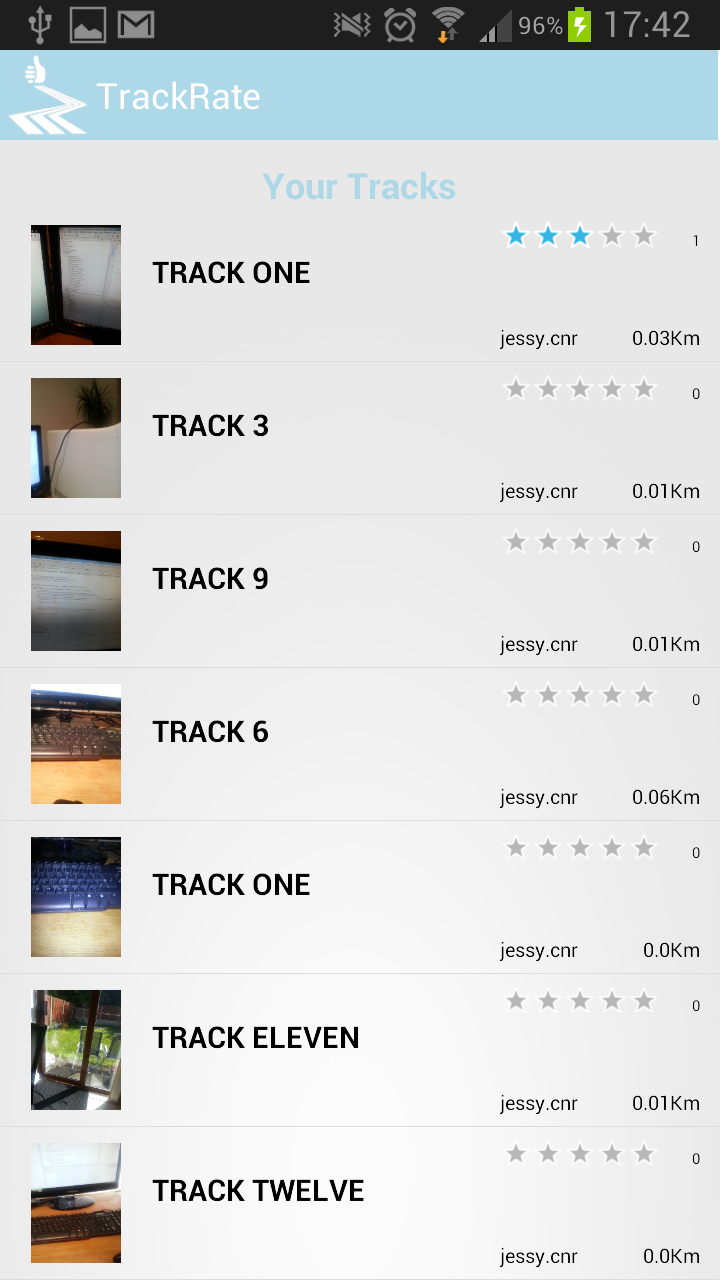 96% 17:42
TrackRate
Your Tracks
1
TRACK ONE
jessy.cnr 0.03Km
0
TRACK 3
jessy.cnr 0.01Km
0
TRACK 9
jessy.cnr 0.01Km
0
TRACK 6
jessy.cnr 0.06Km
0
TRACK ONE
jessy.cnr 0.0Km
0
TRACK ELEVEN
jessy.cnr 0.01Km
0
TRACK TWELVE
jessy.cnr 0.0Km